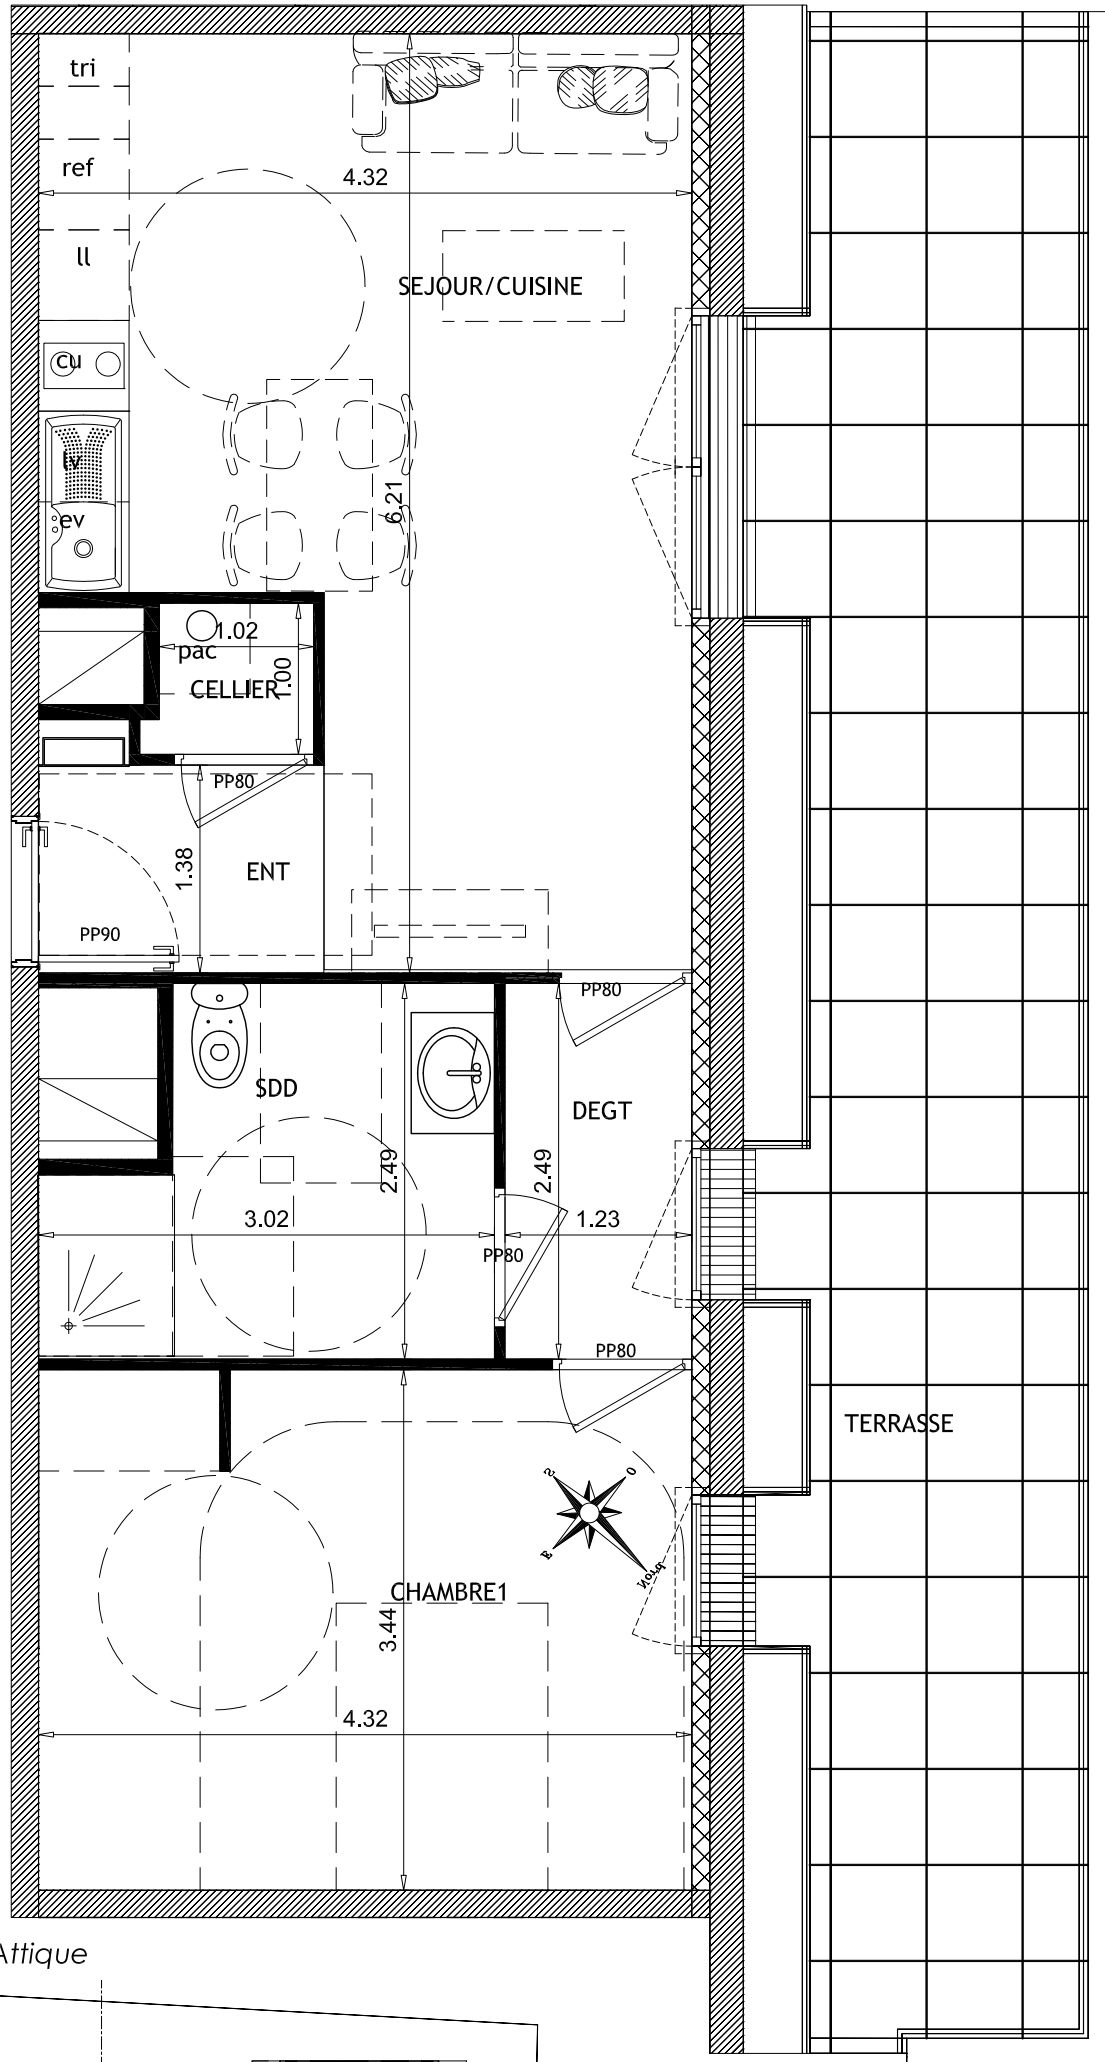 tri
ref
4.32
ll
SEJOUR/CUISINE
cu
lv
6.21
ev
1.02
pac
CELLIER
1.00
PP80
1.38
ENT
PP90
PP80
SDD
DEGT
2.49
2.49
3.02
1.23
PP80
PP80
TERRASSE
S
O
E
Nord
CHAMBRE1
3.44
4.32
Attique